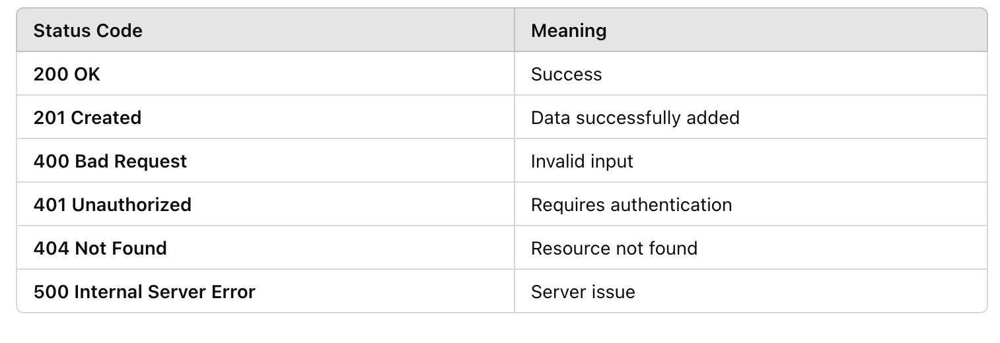 Status Code Meaning
200 OK Success
201 Created Data successfully added
400 Bad Request Invalid input
401 Unauthorized Requires authentication
404 Not Found Resource not found
500 Internal Server Error Server issue